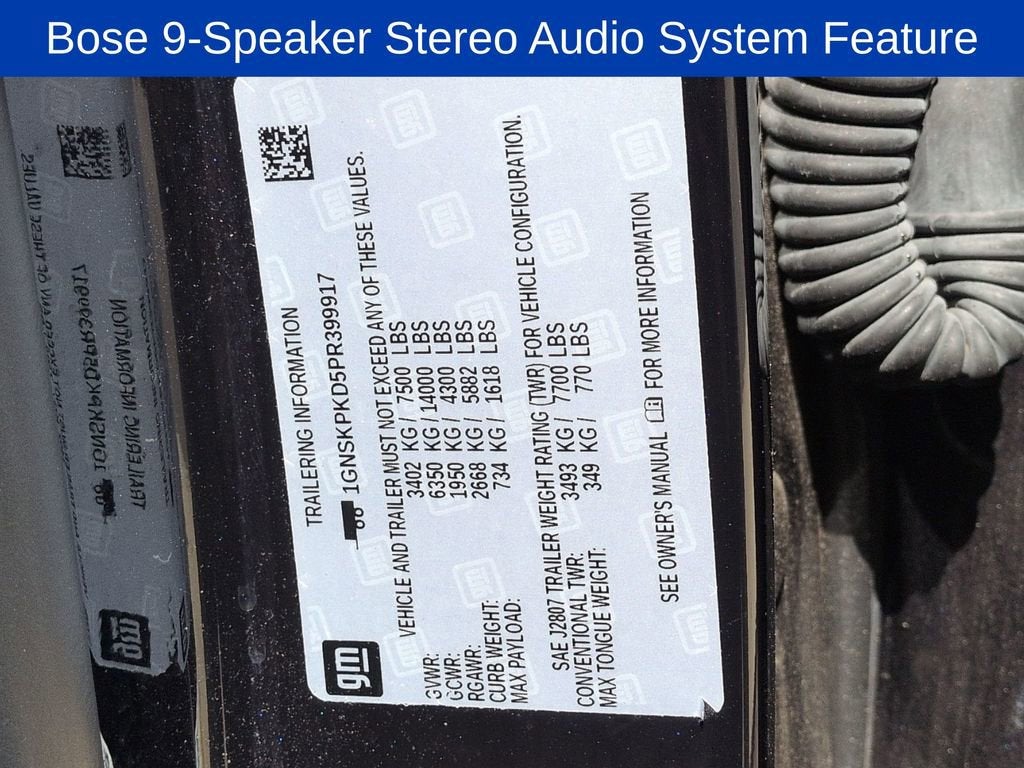 Bose 9-Speaker Stereo Audio System Feature
gm
TRAILERING INFORMATION
1GNSKPKD5PR399917
VEHICLE AND TRAILER MUST NOT EXCEED ANY OF THESE VALUES.
GVWR: 3402 KG / 7500 LBS
GCWR: 6350 KG / 14000 LBS
RGAWR: 1950 KG / 4300 LBS
CURB WEIGHT: 2668 KG / 5882 LBS
MAX PAYLOAD: 734 KG / 1618 LBS
SAE J2807 TRAILER WEIGHT RATING (TWR) FOR VEHICLE CONFIGURATION.
CONVENTIONAL TWR: 3493 KG / 7700 LBS
MAX TONGUE WEIGHT: 349 KG / 770 LBS
SEE OWNER'S MANUAL FOR MORE INFORMATION